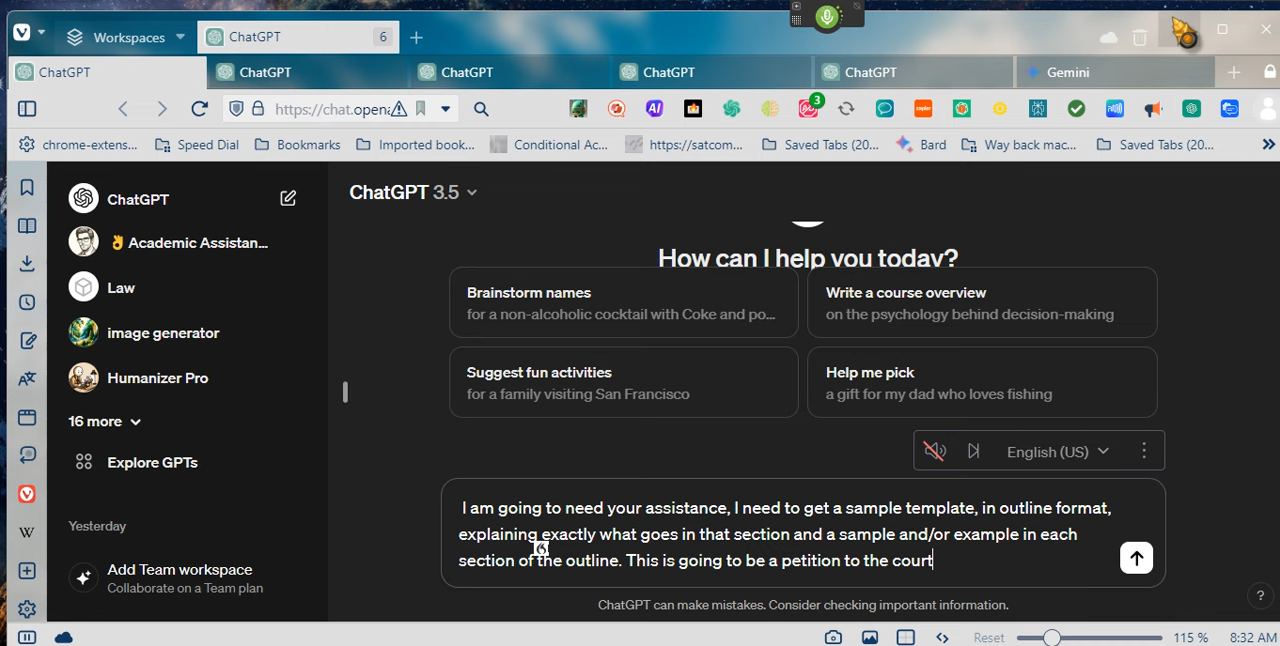 Workspaces
ChatGPT 6
ChatGPT
ChatGPT
ChatGPT
ChatGPT
ChatGPT
Gemini
https://chat.opena
3
chrome-extens...
Speed Dial
Bookmarks
Imported book...
Conditional Ac...
https://satcom...
Saved Tabs (20...
Bard
Way back mac...
Saved Tabs (20...
ChatGPT
👌 Academic Assistan...
Law
image generator
Humanizer Pro
16 more
Explore GPTs
Yesterday
Add Team workspace
Collaborate on a Team plan
ChatGPT 3.5
How can I help you today?
Brainstorm names
for a non-alcoholic cocktail with Coke and po...
Write a course overview
on the psychology behind decision-making
Suggest fun activities
for a family visiting San Francisco
Help me pick
a gift for my dad who loves fishing
English (US)
I am going to need your assistance, I need to get a sample template, in outline format,
explaining exactly what goes in that section and a sample and/or example in each
section of the outline. This is going to be a petition to the court
ChatGPT can make mistakes. Consider checking important information.
?
Reset
115 %
8:32 AM